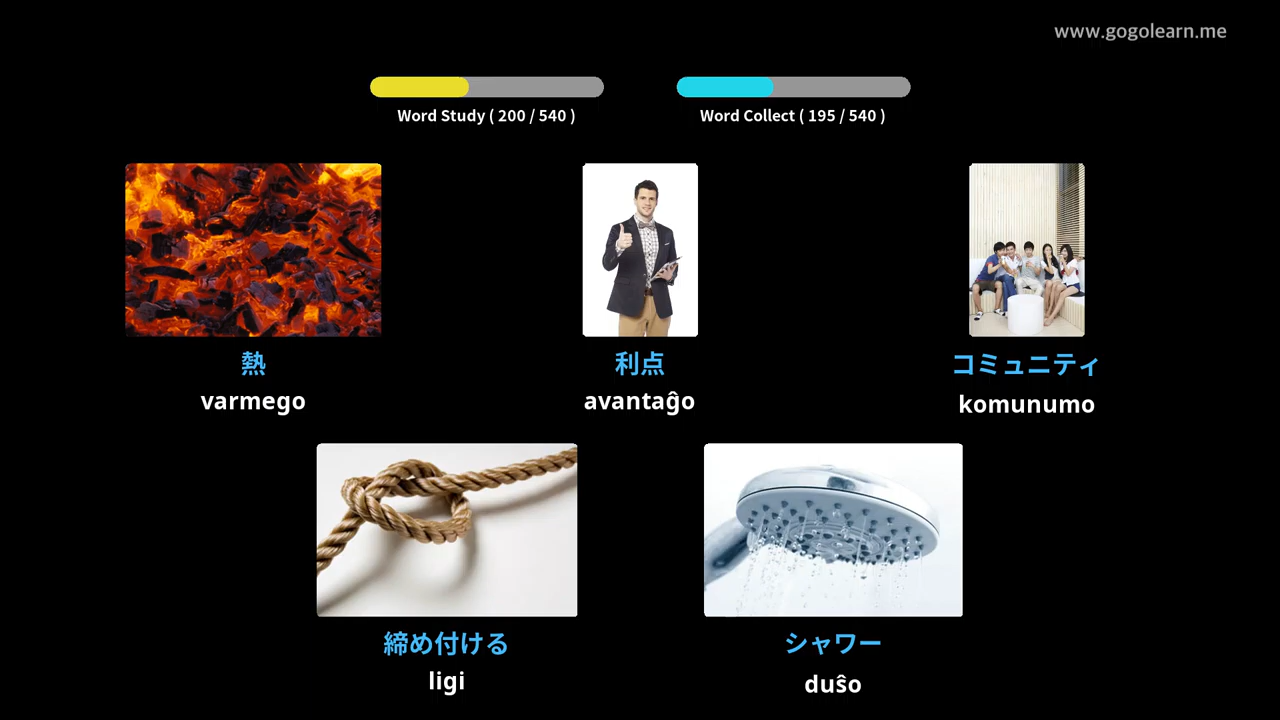 www.gogolearn.me
Word Study ( 200 / 540 )
Word Collect ( 195 / 540 )
熱
利点
コミュニティ
varmego
avantaĝo
komunumo
締め付ける
シャワー
ligi
duŝo